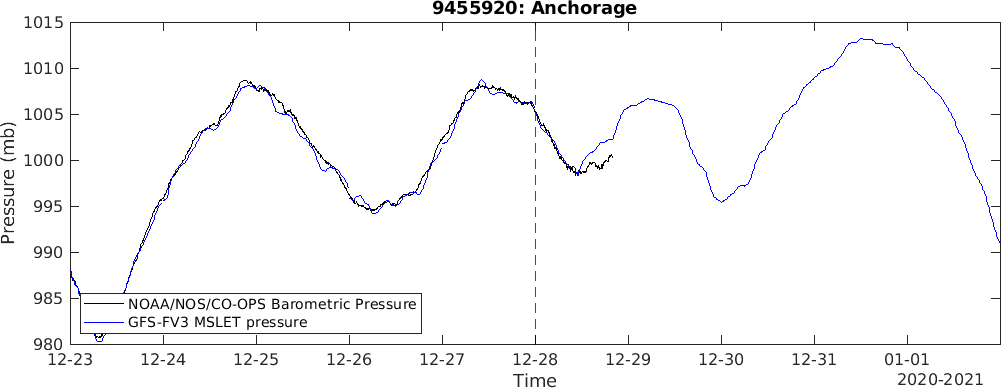 9455920: Anchorage
Pressure (mb)
1015
1010
1005
1000
995
990
985
980
NOAA/NOS/CO-OPS Barometric Pressure
GFS-FV3 MSLET pressure
12-23 12-24 12-25 12-26 12-27 12-28 12-29 12-30 12-31 01-01
Time
2020-2021